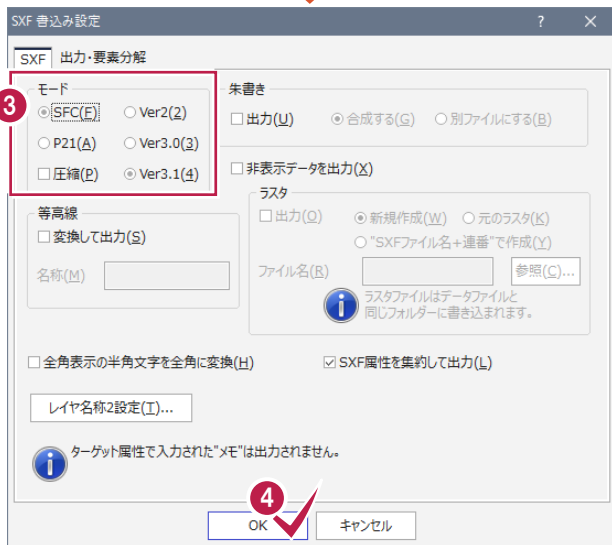 SXF 書込み設定 ? ×
SXF 出力・要素分解
3
モード
SFC(F) Ver2(2)
P21(A) Ver3.0(3)
圧縮(P) Ver3.1(4)
朱書き
出力(U) 合成する(G) 別ファイルにする(B)
非表示データを出力(X)
等高線
変換して出力(S)
名称(M)
ラスタ
出力(O) 新規作成(W) 元のラスタ(K)
"SXFファイル名+連番"で作成(Y)
ファイル名(R) 参照(C)...
ラスタファイルはデータファイルと
同じフォルダーに書き込まれます。
全角表示の半角文字を全角に変換(H) SXF属性を集約して出力(L)
レイヤ名称2設定(T)...
ターゲット属性で入力された"メモ"は出力されません。
4
OK キャンセル